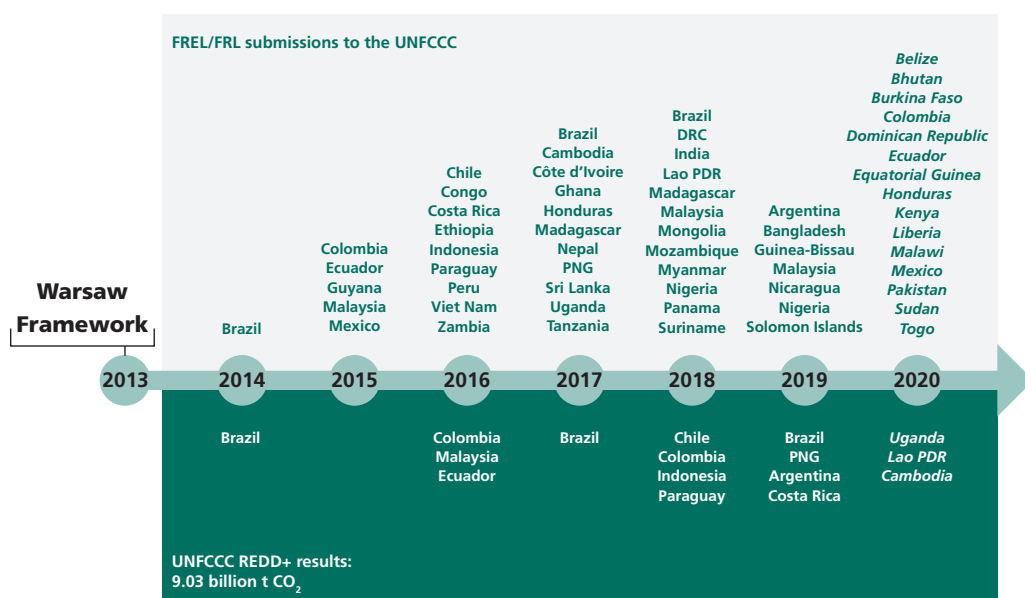 FREL/FRL submissions to the UNFCCC
Warsaw
Framework
2013
Brazil
2014
Brazil
Colombia
Ecuador
Guyana
Malaysia
Mexico
2015
Chile
Congo
Costa Rica
Ethiopia
Indonesia
Paraguay
Peru
Viet Nam
Zambia
2016
Colombia
Malaysia
Ecuador
Brazil
Cambodia
Côte d’Ivoire
Ghana
Honduras
Madagascar
Nepal
PNG
Sri Lanka
Uganda
Tanzania
2017
Brazil
Brazil
DRC
India
Lao PDR
Madagascar
Malaysia
Mongolia
Mozambique
Myanmar
Nigeria
Panama
Suriname
2018
Chile
Colombia
Indonesia
Paraguay
Argentina
Bangladesh
Guinea-Bissau
Malaysia
Nicaragua
Nigeria
Solomon Islands
2019
Brazil
PNG
Argentina
Costa Rica
Belize
Bhutan
Burkina Faso
Colombia
Dominican Republic
Ecuador
Equatorial Guinea
Honduras
Kenya
Liberia
Malawi
Mexico
Pakistan
Sudan
Togo
2020
Uganda
Lao PDR
Cambodia
UNFCCC REDD+ results:
9.03 billion t CO₂